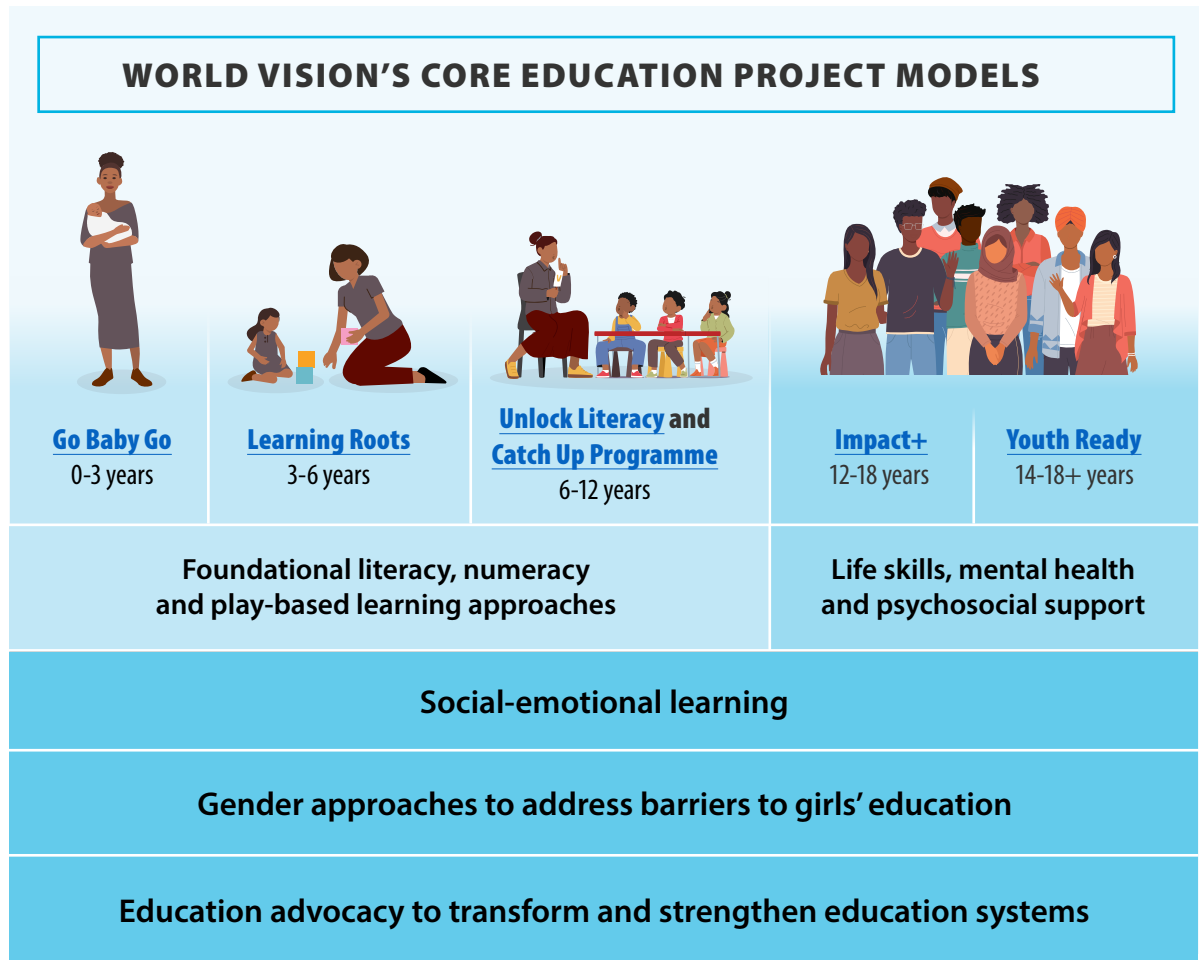 WORLD VISION’S CORE EDUCATION PROJECT MODELS
Go Baby Go
0-3 years
Learning Roots
3-6 years
Unlock Literacy and
Catch Up Programme
6-12 years
Impact+
12-18 years
Youth Ready
14-18+ years
Foundational literacy, numeracy
and play-based learning approaches
Life skills, mental health
and psychosocial support
Social-emotional learning
Gender approaches to address barriers to girls’ education
Education advocacy to transform and strengthen education systems